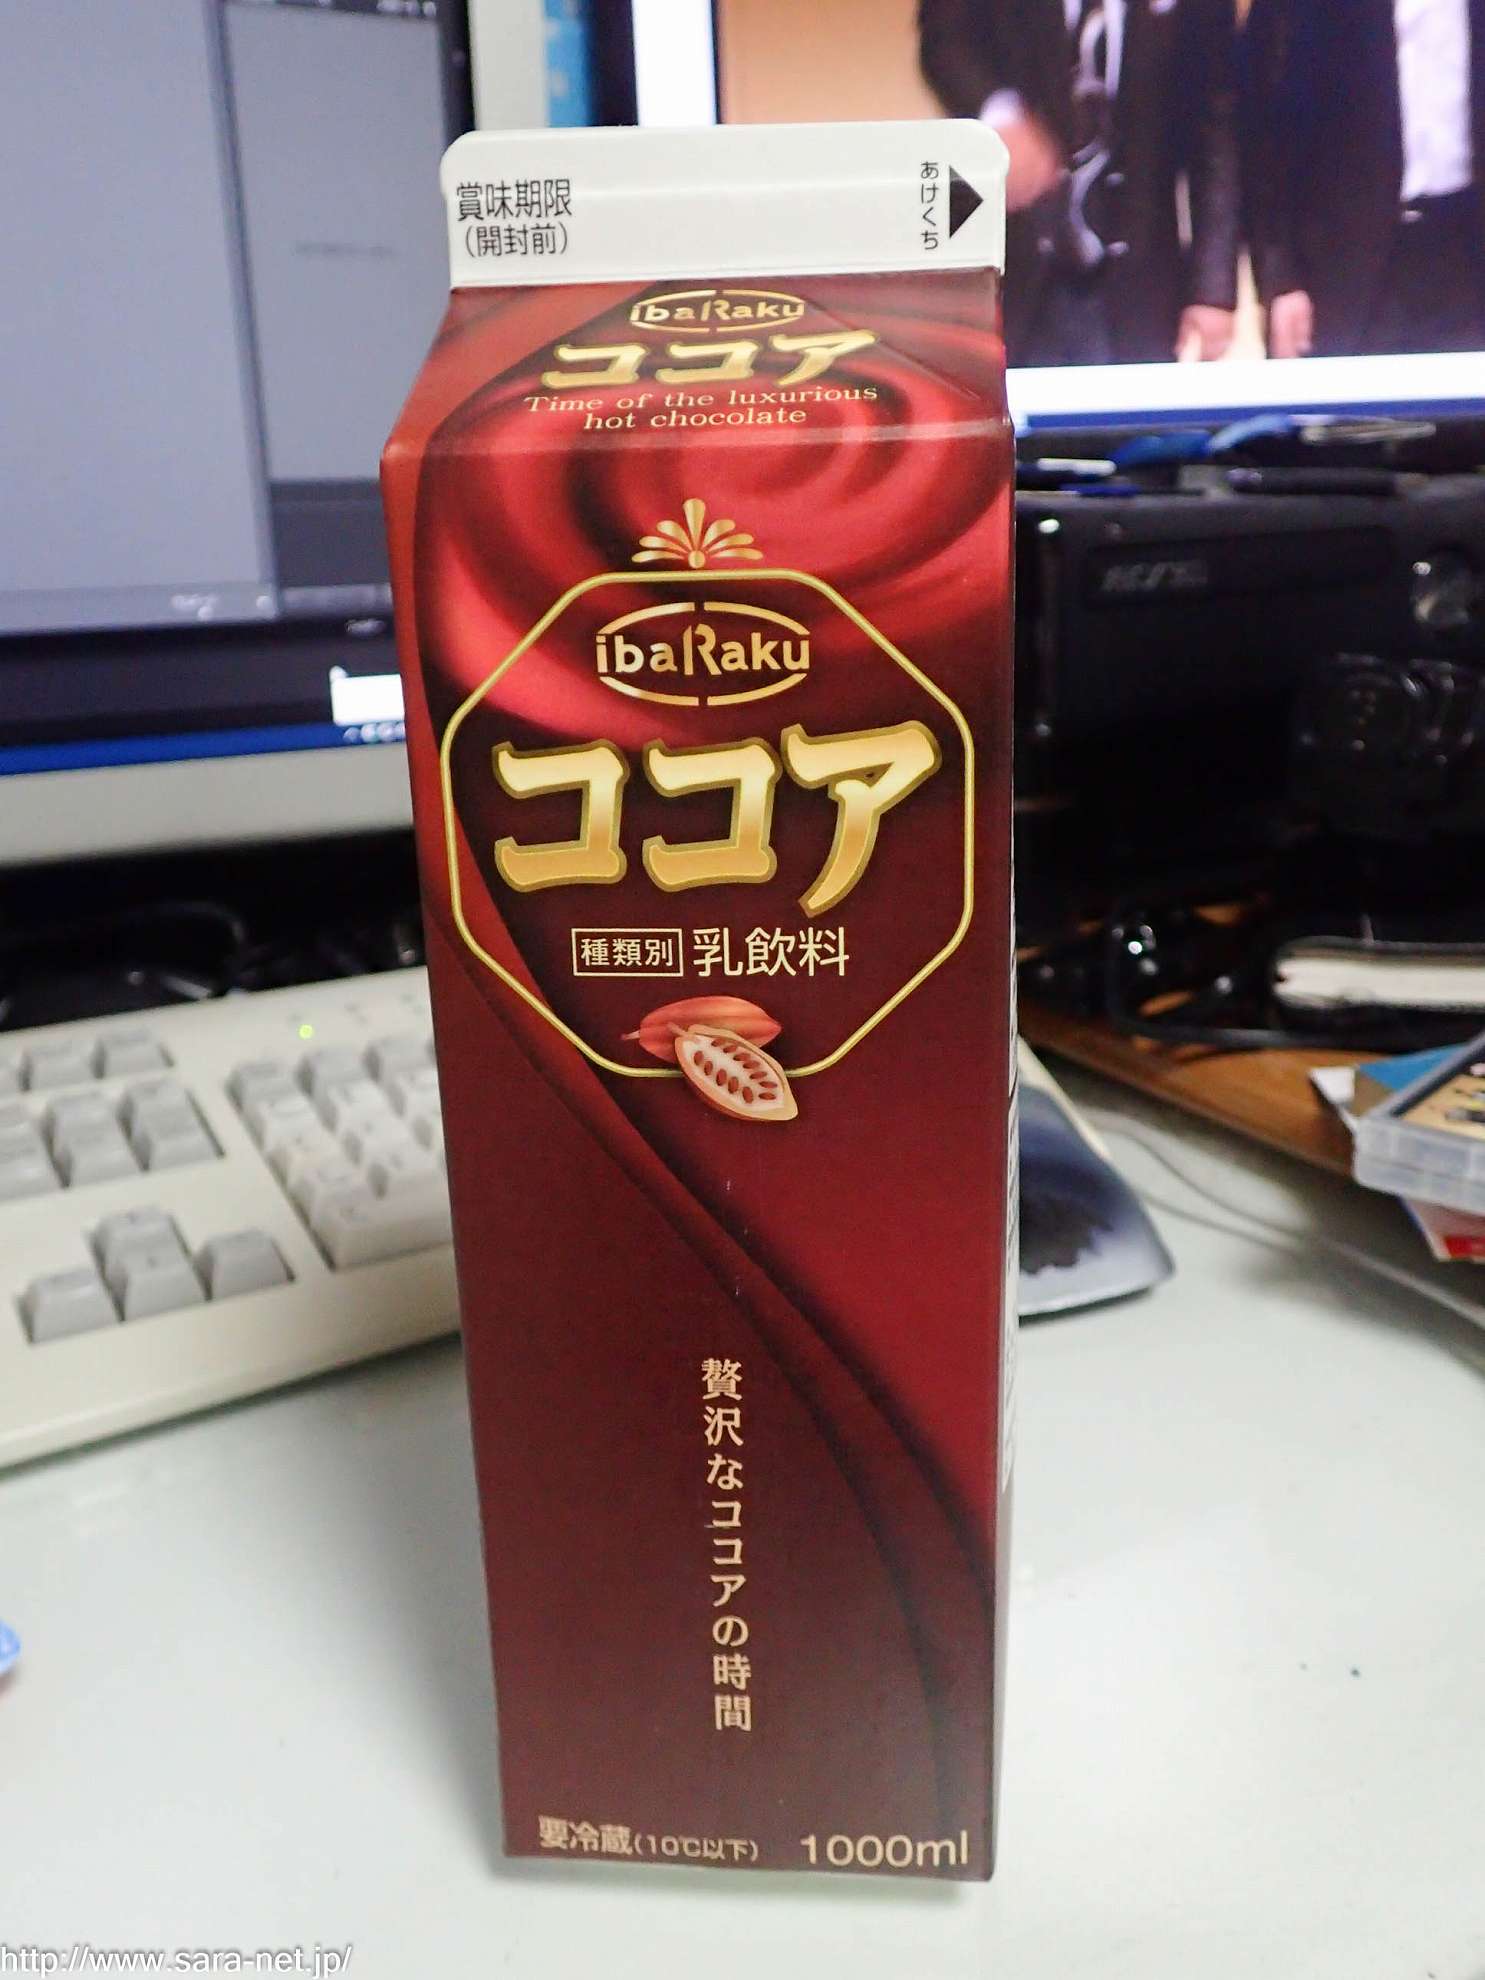 賞味期限
(開封前)
あけくち
ibaRaku
ココア
Time of the luxurious
hot chocolate
ibaRaku
ココア
種類別 乳飲料
贅沢なココアの時間
要冷蔵(10℃以下) 1000ml
http://www.sara-net.jp/